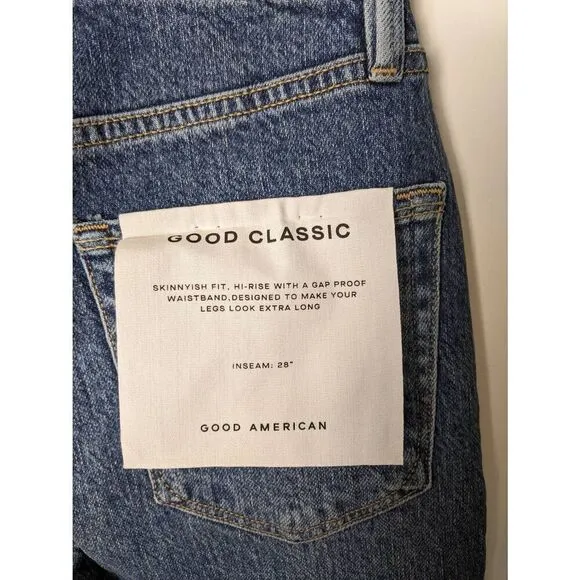 GOOD CLASSIC
SKINNYISH FIT, HI-RISE WITH A GAP PROOF
WAISTBAND.DESIGNED TO MAKE YOUR
LEGS LOOK EXTRA LONG
INSEAM: 28"
GOOD AMERICAN